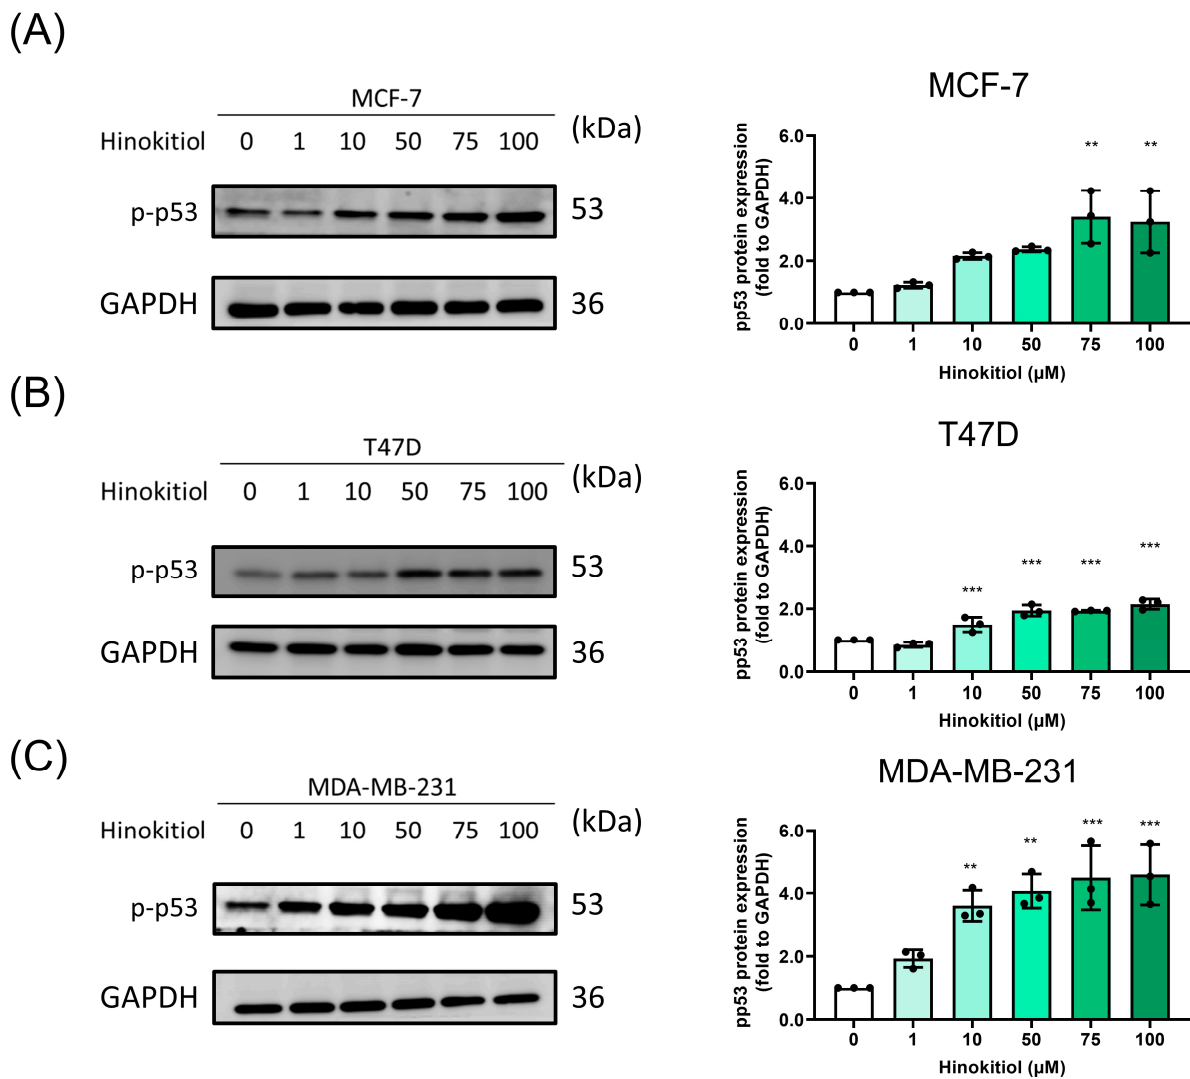 (A)
MCF-7
Hinokitiol 0 1 10 50 75 100 (kDa)
p-p53 53
GAPDH 36
MCF-7
pp53 protein expression
(fold to GAPDH)
6.0
4.0
2.0
0.0
** **
0 1 10 50 75 100
Hinokitiol (µM)
(B)
T47D
Hinokitiol 0 1 10 50 75 100 (kDa)
p-p53 53
GAPDH 36
T47D
pp53 protein expression
(fold to GAPDH)
6.0
4.0
2.0
0.0
*** *** *** ***
0 1 10 50 75 100
Hinokitiol (µM)
(C)
MDA-MB-231
Hinokitiol 0 1 10 50 75 100 (kDa)
p-p53 53
GAPDH 36
MDA-MB-231
pp53 protein expression
(fold to GAPDH)
6.0
4.0
2.0
0.0
** ** *** ***
0 1 10 50 75 100
Hinokitiol (µM)